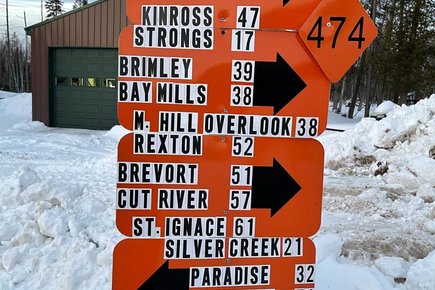 KINROSS 47
STRONGS 17
474
BRIMLEY 39
BAY MILLS 38
M. HILL OVERLOOK 38
REXTON 52
BREVORT 51
CUT RIVER 57
ST. IGNACE 61
SILVER CREEK 21
PARADISE 32